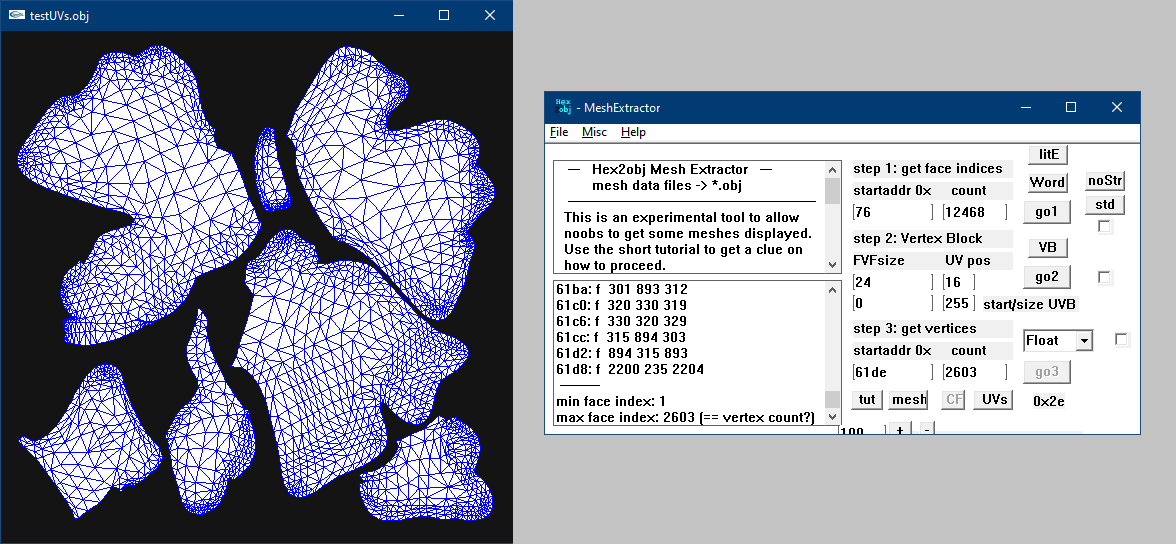 testUVs.obj
Hex
2obj
- MeshExtractor
File Misc Help
— Hex2obj Mesh Extractor —
mesh data files -> *.obj
This is an experimental tool to allow
noobs to get some meshes displayed.
Use the short tutorial to get a clue on
how to proceed.
61ba: f 301 893 312
61c0: f 320 330 319
61c6: f 330 320 329
61cc: f 315 894 303
61d2: f 894 315 893
61d8: f 2200 235 2204
min face index: 1
max face index: 2603 (== vertex count?)
litE
step 1: get face indices
Word
noStr
startaddr 0x count
std
76 12468
go1
step 2: Vertex Block
VB
FVFsize UV pos
go2
24 16
0 255 start/size UVB
step 3: get vertices
Float
startaddr 0x count
61de 2603
go3
tut mesh CF UVs 0x2e
100 + -